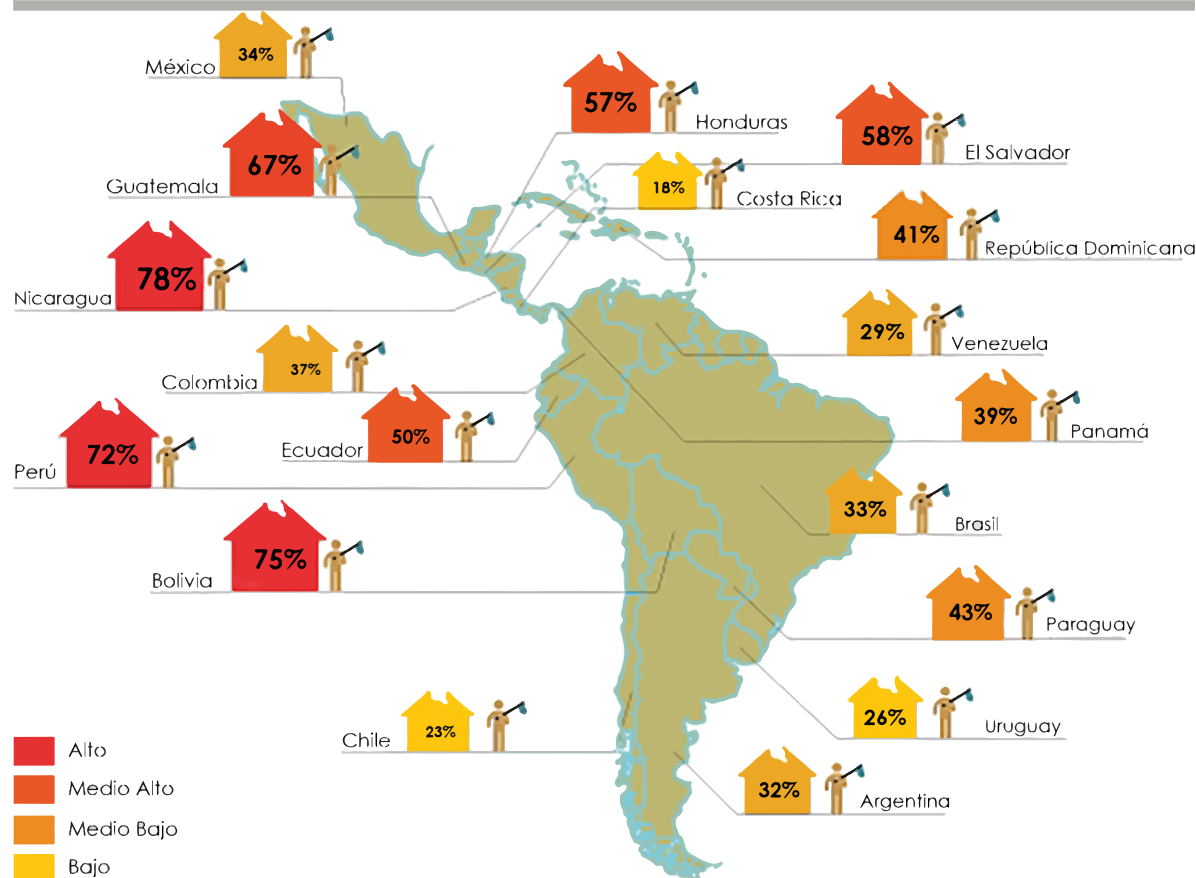 34%
México
57%
Honduras
58%
El Salvador
67%
Guatemala
18%
Costa Rica
41%
República Dominicana
78%
Nicaragua
29%
Venezuela
37%
Colombia
39%
Panamá
50%
Ecuador
72%
Perú
33%
Brasil
75%
Bolivia
43%
Paraguay
26%
Uruguay
23%
Chile
32%
Argentina
Alto
Medio Alto
Medio Bajo
Bajo